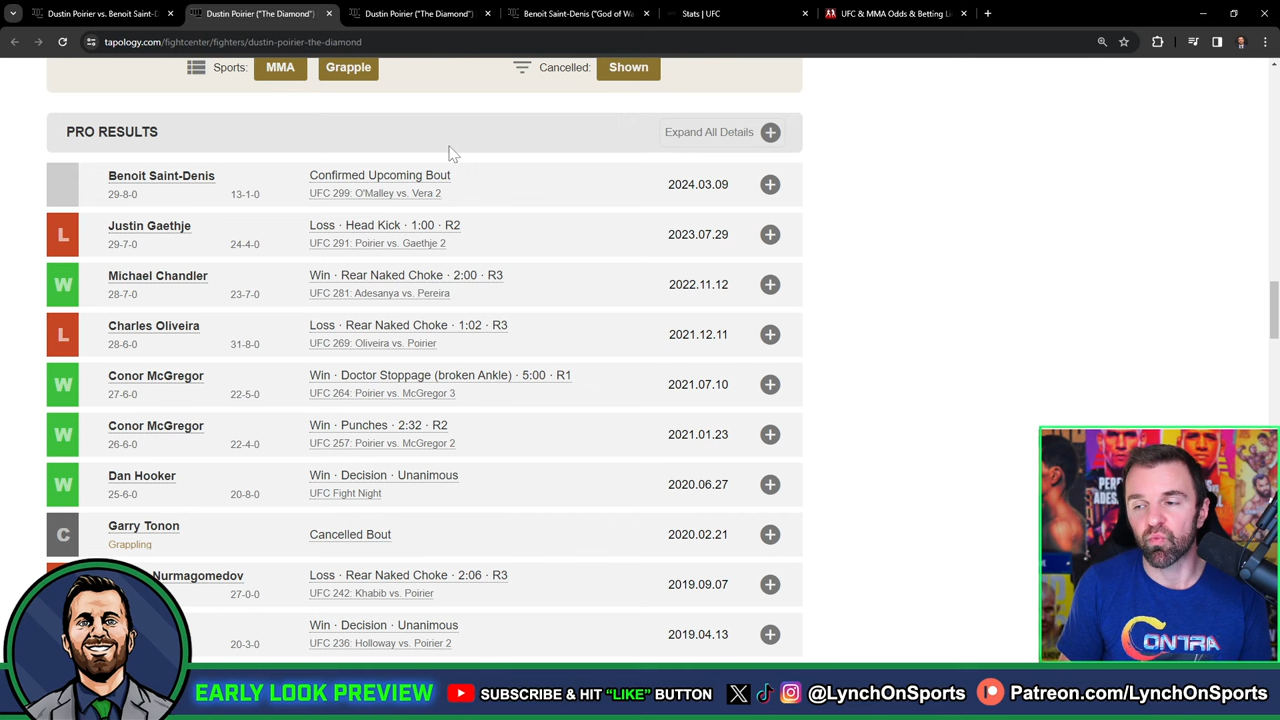 Dustin Poirier vs. Benoit Saint-Den
Dustin Poirier ("The Diamond")
Dustin Poirier ("The Diamond")
Benoit Saint-Denis ("God of Wa
Stats | UFC
UFC & MMA Odds & Betting Li
tapology.com/fightcenter/fighters/dustin-poirier-the-diamond
Sports: MMA Grapple Cancelled: Shown
PRO RESULTS
Expand All Details
Benoit Saint-Denis Confirmed Upcoming Bout 2024.03.09
29-8-0 13-1-0 UFC 299: O'Malley vs. Vera 2
L Justin Gaethje Loss · Head Kick · 1:00 · R2 2023.07.29
29-7-0 24-4-0 UFC 291: Poirier vs. Gaethje 2
W Michael Chandler Win · Rear Naked Choke · 2:00 · R3 2022.11.12
28-7-0 23-7-0 UFC 281: Adesanya vs. Pereira
L Charles Oliveira Loss · Rear Naked Choke · 1:02 · R3 2021.12.11
28-6-0 31-8-0 UFC 269: Oliveira vs. Poirier
W Conor McGregor Win · Doctor Stoppage (broken Ankle) · 5:00 · R1 2021.07.10
27-6-0 22-5-0 UFC 264: Poirier vs. McGregor 3
W Conor McGregor Win · Punches · 2:32 · R2 2021.01.23
26-6-0 22-4-0 UFC 257: Poirier vs. McGregor 2
W Dan Hooker Win · Decision · Unanimous 2020.06.27
25-6-0 20-8-0 UFC Fight Night
C Garry Tonon Cancelled Bout 2020.02.21
Grappling
Nurmagomedov Loss · Rear Naked Choke · 2:06 · R3 2019.09.07
27-0-0 UFC 242: Khabib vs. Poirier
Win · Decision · Unanimous 2019.04.13
20-3-0 UFC 236: Holloway vs. Poirier 2
CONTRA
EARLY LOOK PREVIEW SUBSCRIBE & HIT "LIKE" BUTTON @LynchOnSports Patreon.com/LynchOnSports